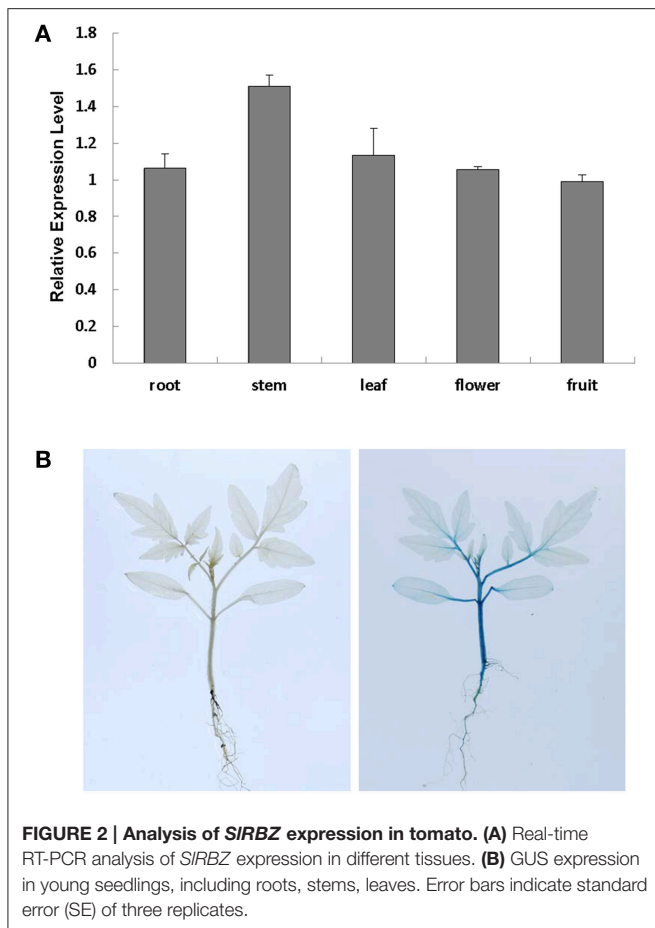 A
1.8
1.6
1.4
1.2
1
0.8
0.6
0.4
0.2
0
Relative Expression Level
root stem leaf flower fruit
B
FIGURE 2 | Analysis of SlRBZ expression in tomato. (A) Real-time
RT-PCR analysis of SlRBZ expression in different tissues. (B) GUS expression
in young seedlings, including roots, stems, leaves. Error bars indicate standard
error (SE) of three replicates.